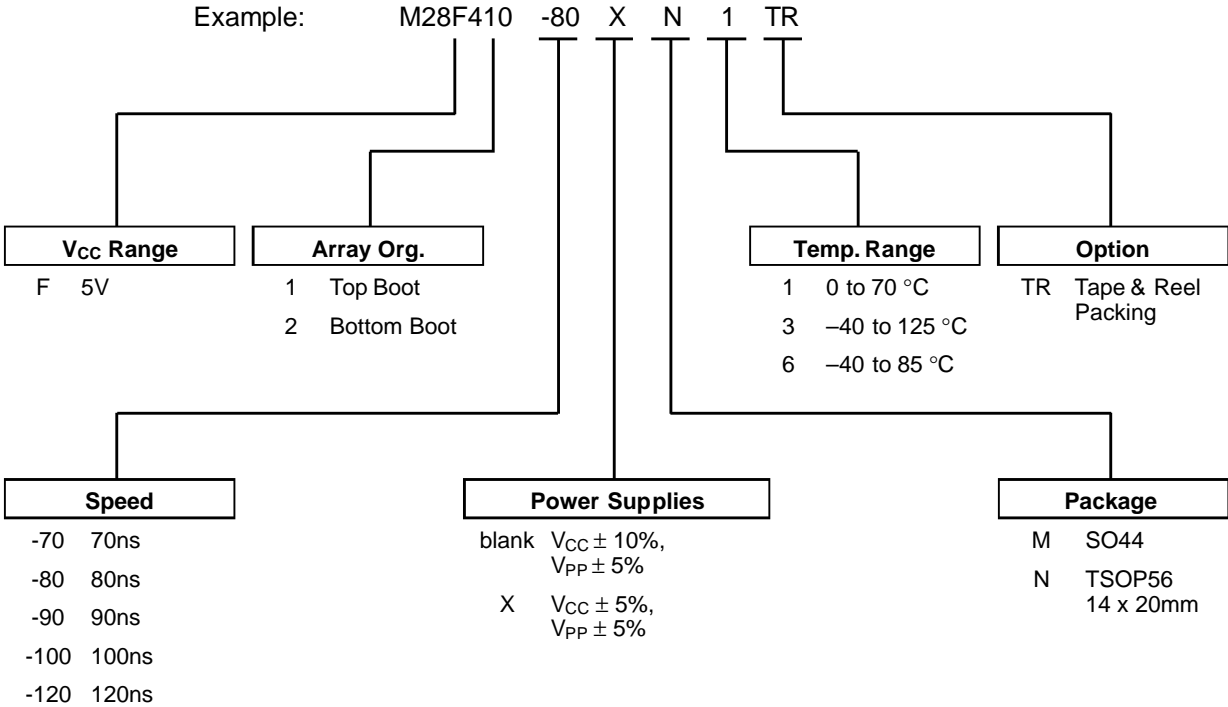 Example: M28F410 -80 X N 1 TR
VCC Range
F 5V
Array Org.
1 Top Boot
2 Bottom Boot
Temp. Range
1 0 to 70 °C
3 –40 to 125 °C
6 –40 to 85 °C
Option
TR Tape & Reel
Packing
Speed
-70 70ns
-80 80ns
-90 90ns
-100 100ns
-120 120ns
Power Supplies
blank VCC ± 10%,
VPP ± 5%
X VCC ± 5%,
VPP ± 5%
Package
M SO44
N TSOP56
14 x 20mm